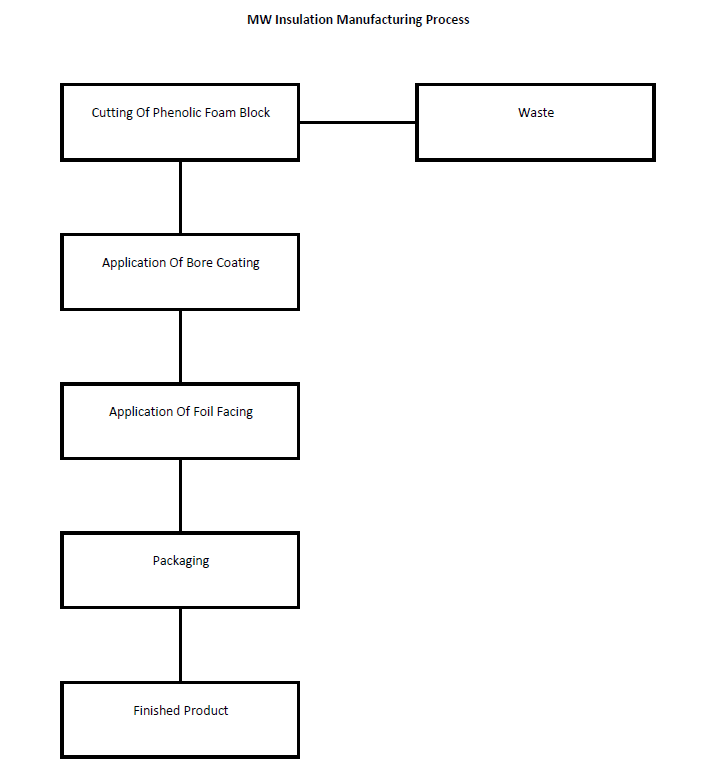 MW Insulation Manufacturing Process
Cutting Of Phenolic Foam Block
Waste
Application Of Bore Coating
Application Of Foil Facing
Packaging
Finished Product